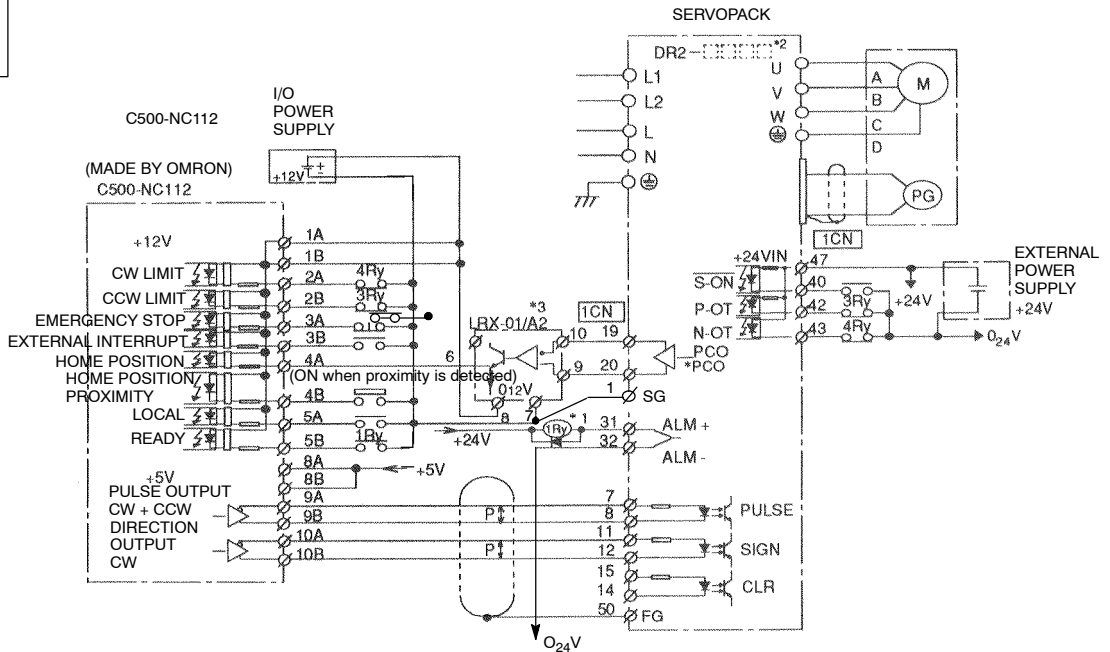 SERVOPACK
DR2 *2
U
V
W
L1
L2
L
N
A
B
C
D
M
PG
1CN
C500-NC112
I/O
POWER
SUPPLY
+12V
(MADE BY OMRON)
C500-NC112
+12V
CW LIMIT
CCW LIMIT
EMERGENCY STOP
EXTERNAL INTERRUPT
HOME POSITION
HOME POSITION
PROXIMITY
LOCAL
READY
+5V
PULSE OUTPUT
CW + CCW
DIRECTION
OUTPUT
CW
1A
1B
2A
2B
3A
3B
4A
4B
5A
5B
8A
8B
9A
9B
10A
10B
4Ry
3Ry
(ON when proximity is detected)
1Ry
+5V
6
*3
RX-01/A2
10
9
8
7
O12V
1CN
19
20
1
PCO
*PCO
SG
+24V
1Ry
*1
31
32
ALM +
ALM -
P
P
7
8
11
12
15
14
50
PULSE
SIGN
CLR
FG
O24V
+24VIN
S-ON
P-OT
N-OT
47
40
42
43
3Ry
4Ry
+24V
EXTERNAL
POWER
SUPPLY
+24V
O24V